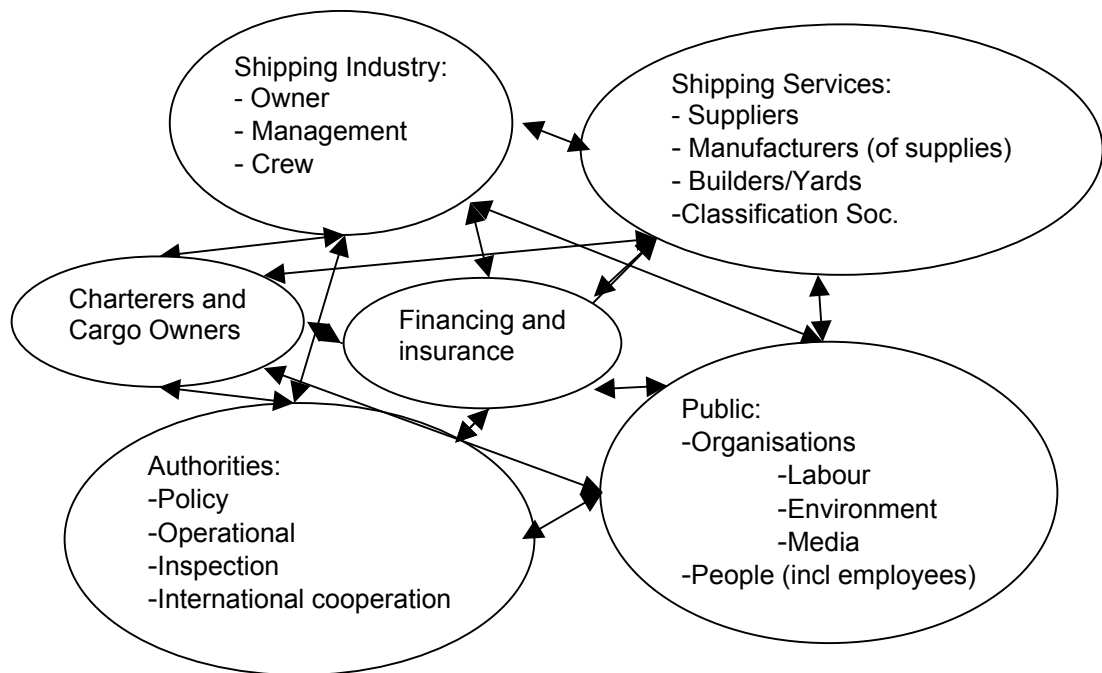 Shipping Industry:
- Owner
- Management
- Crew
Shipping Services:
- Suppliers
- Manufacturers (of supplies)
- Builders/Yards
-Classification Soc.
Charterers and
Cargo Owners
Financing and
insurance
Authorities:
-Policy
-Operational
-Inspection
-International cooperation
Public:
-Organisations
-Labour
-Environment
-Media
-People (incl employees)